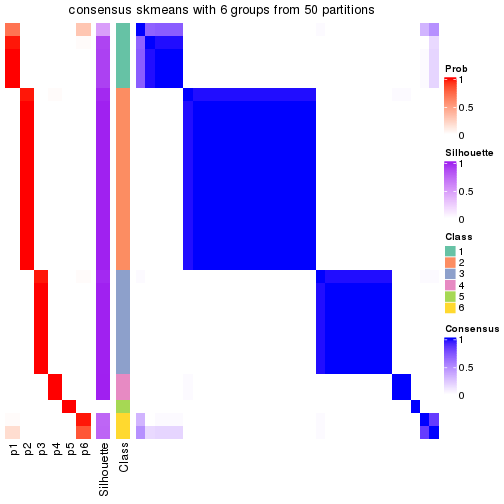 consensus skmeans with 6 groups from 50 partitions
Prob
1
0.5
0
Silhouette
1
0.5
0
Class
1
2
3
4
5
6
Consensus
1
0.5
0
p1
p2
p3
p4
p5
p6
Silhouette
Class